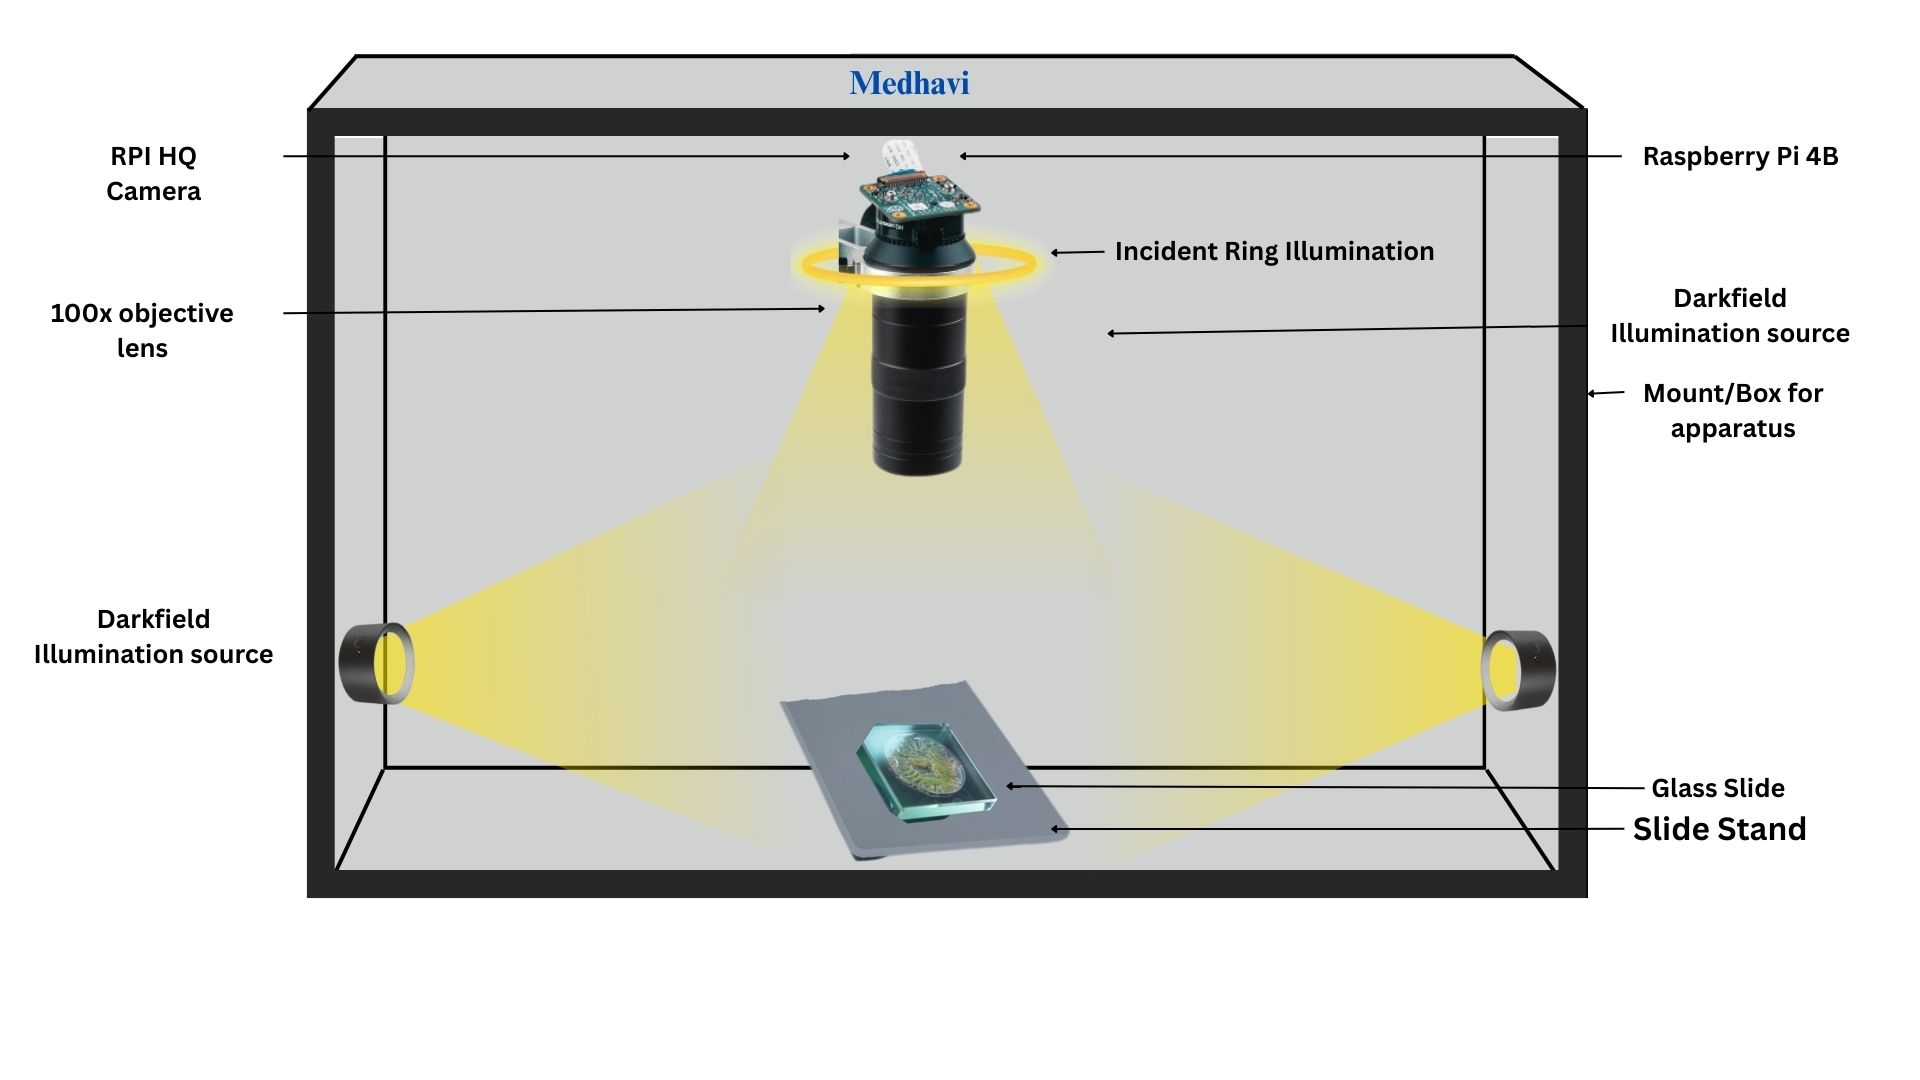 Medhavi
RPI HQ
Camera
Raspberry Pi 4B
Incident Ring Illumination
100x objective
lens
Darkfield
Illumination source
Mount/Box for
apparatus
Darkfield
Illumination source
Glass Slide
Slide Stand